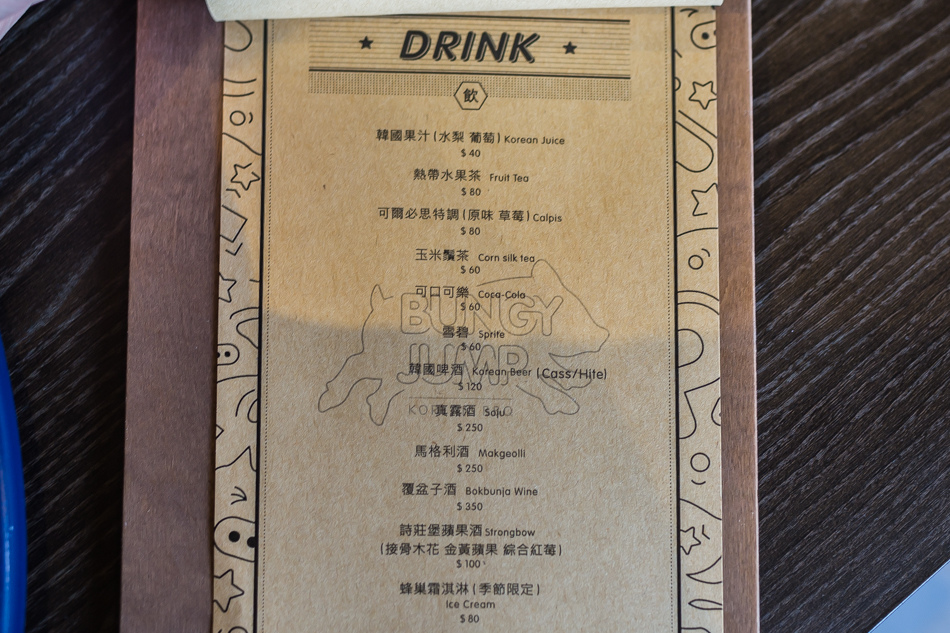 DRINK
飲
韓國果汁(水梨 葡萄) Korean Juice
$ 40
熱帶水果茶 Fruit Tea
$ 80
可爾必思特調(原味 草莓) Calpis
$ 80
玉米鬚茶 Corn silk tea
$ 60
可口可樂 Coca-Cola
$ 60
BUNGY
雪碧 Sprite
$ 60
JUMP
韓國啤酒 Korean Beer (Cass/Hite)
$ 120
真露酒 Soju
$ 250
馬格利酒 Makgeolli
$ 250
覆盆子酒 Bokbunja Wine
$ 350
詩莊堡蘋果酒 Strongbow
(接骨木花 金黃蘋果 綜合紅莓)
$ 100
蜂巢霜淇淋(季節限定)
Ice Cream
$ 80